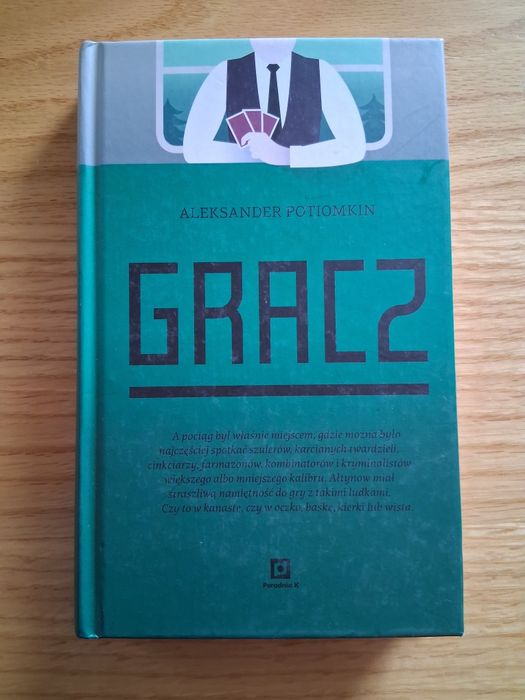 ALEKSANDER POTIOMKIN
GRACZ
A pociąg był właśnie miejscem, gdzie można było
najczęściej spotkać szulerów, karcianych twardzieli,
cinkciarzy, farmazonów, kombinatorów i kryminalistów
większego albo mniejszego kalibru. Ałtynow miał
straszliwą namiętność do gry z takimi ludkami.
Czy to w kanastę, czy w oczko, baskę, kierki lub wista.
Poradnia K